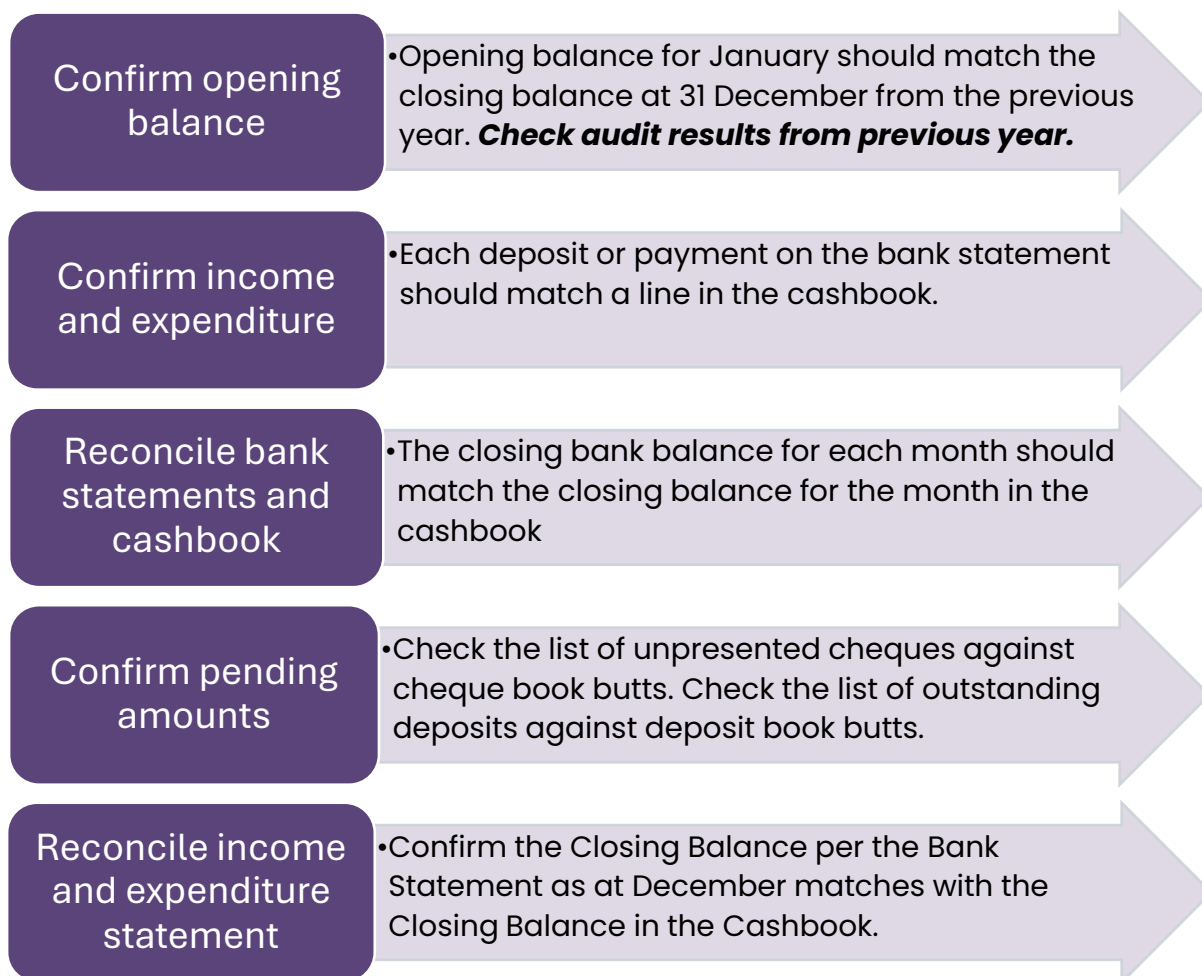 Confirm opening
balance
•Opening balance for January should match the
closing balance at 31 December from the previous
year. Check audit results from previous year.
Confirm income
and expenditure
•Each deposit or payment on the bank statement
should match a line in the cashbook.
Reconcile bank
statements and
cashbook
•The closing bank balance for each month should
match the closing balance for the month in the
cashbook
Confirm pending
amounts
•Check the list of unpresented cheques against
cheque book butts. Check the list of outstanding
deposits against deposit book butts.
Reconcile income
and expenditure
statement
•Confirm the Closing Balance per the Bank
Statement as at December matches with the
Closing Balance in the Cashbook.